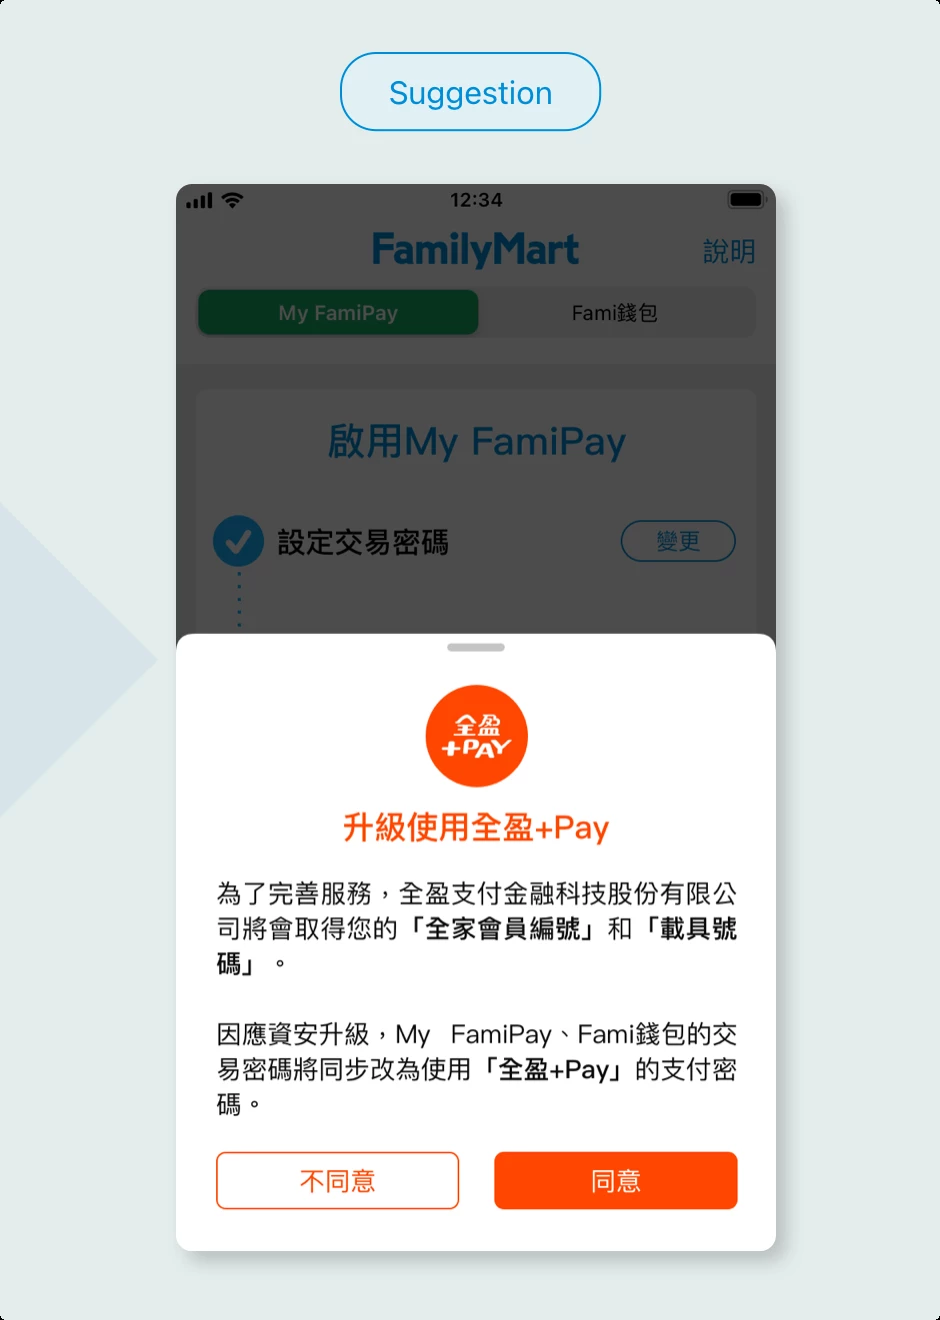 Suggestion
12:34
FamilyMart
說明
My FamiPay
Fami錢包
啟用My FamiPay
設定交易密碼
變更
全盈
+PAY
升級使用全盈+Pay
為了完善服務，全盈支付金融科技股份有限公
司將會取得您的「全家會員編號」和「載具號
碼」。
因應資安升級，My FamiPay、Fami錢包的交
易密碼將同步改為使用「全盈+Pay」的支付密
碼。
不同意
同意